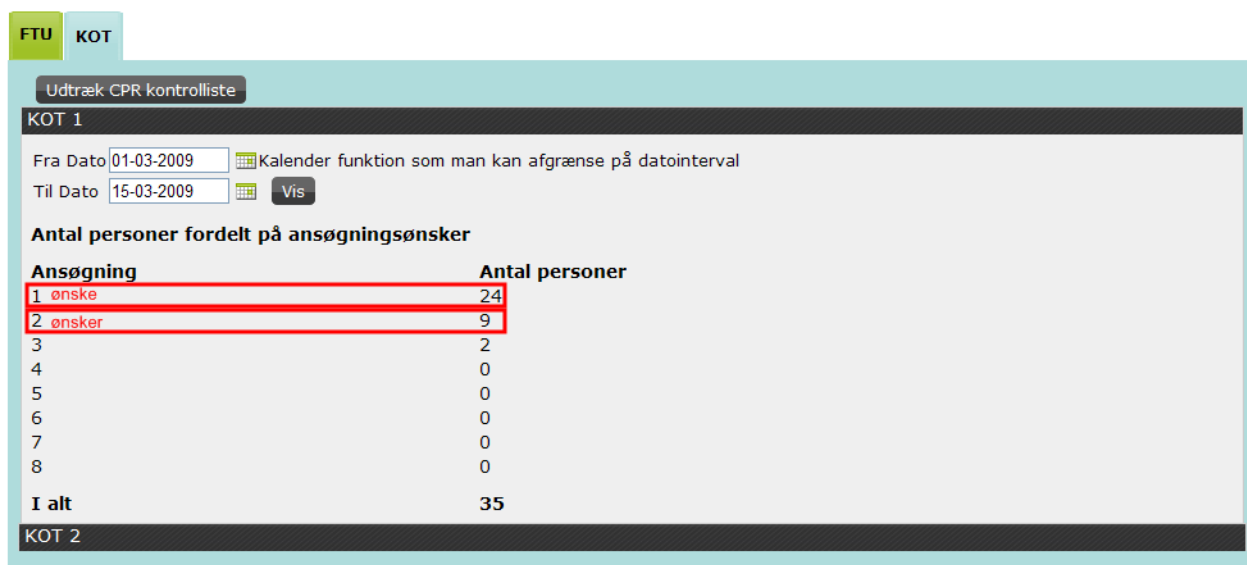 FTU KOT
Udtræk CPR kontrolliste
KOT 1
Fra Dato 01-03-2009 Kalender funktion som man kan afgrænse på datointerval
Til Dato 15-03-2009 Vis
Antal personer fordelt på ansøgningsønsker
Ansøgning Antal personer
1 ønske 24
2 ønsker 9
3 2
4 0
5 0
6 0
7 0
8 0
I alt 35
KOT 2